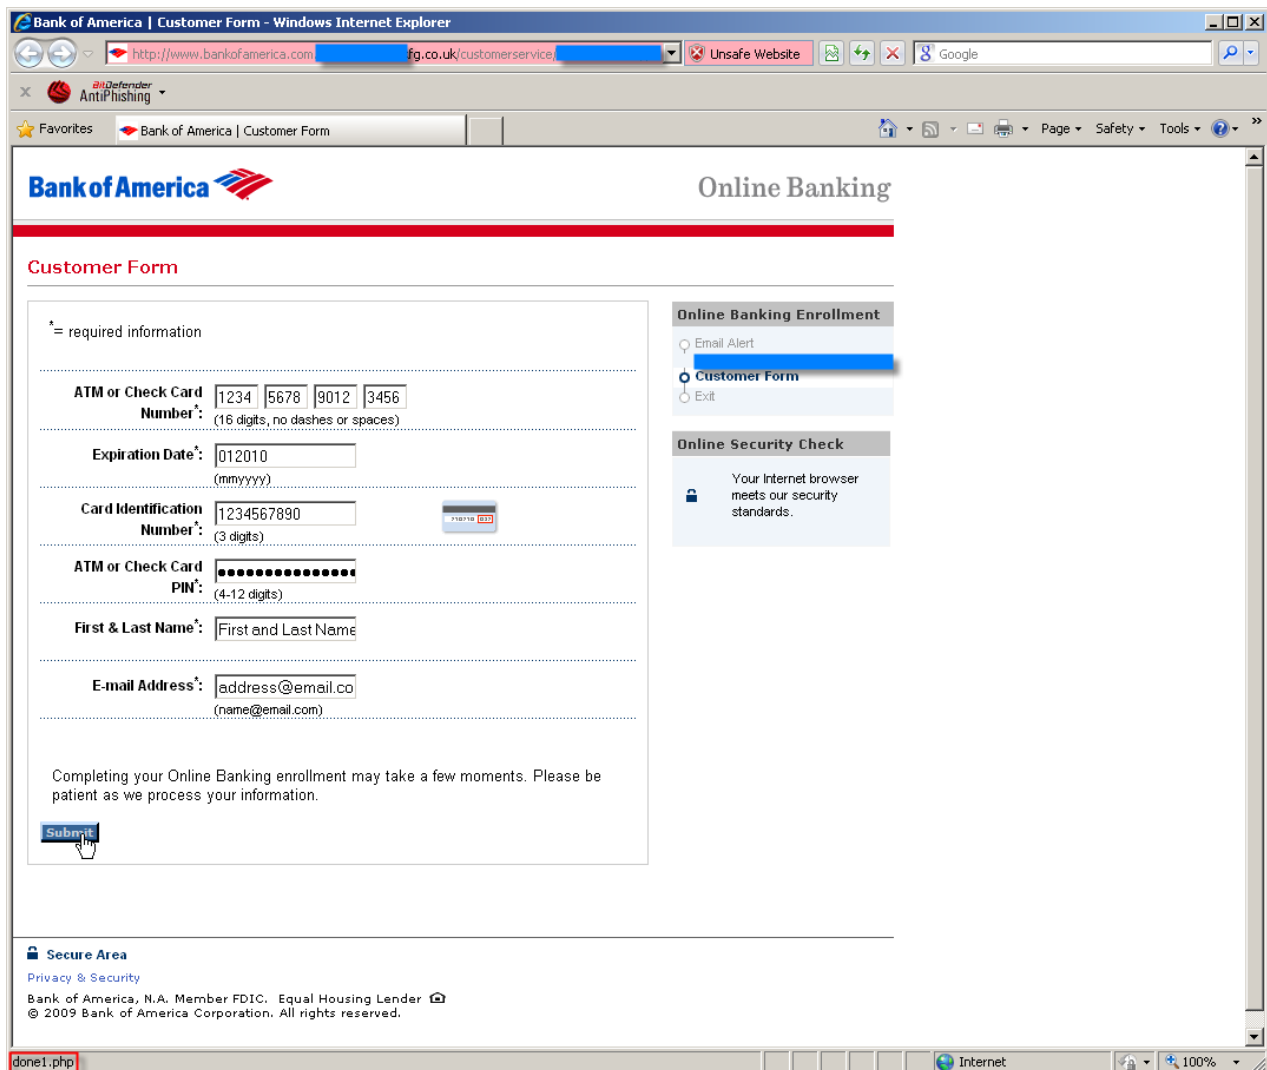 Bank of America | Customer Form - Windows Internet Explorer
http://www.bankofamerica.com fg.co.uk/customerservice/ Unsafe Website Google
BitDefender
AntiPhishing
Favorites Bank of America | Customer Form Page Safety Tools
Bank of America Online Banking
Customer Form
*= required information
ATM or Check Card
Number*: 1234 5678 9012 3456
(16 digits, no dashes or spaces)
Expiration Date*: 012010
(mmyyyy)
Card Identification
Number*: 1234567890
(3 digits)
710710 037
ATM or Check Card
PIN*: ●●●●●●●●●●●●●●●
(4-12 digits)
First & Last Name*: First and Last Name
E-mail Address*: address@email.co
(name@email.com)
Completing your Online Banking enrollment may take a few moments. Please be
patient as we process your information.
Submit
Online Banking Enrollment
Email Alert
Customer Form
Exit
Online Security Check
Your Internet browser
meets our security
standards.
Secure Area
Privacy & Security
Bank of America, N.A. Member FDIC. Equal Housing Lender
© 2009 Bank of America Corporation. All rights reserved.
done1.php Internet 100%